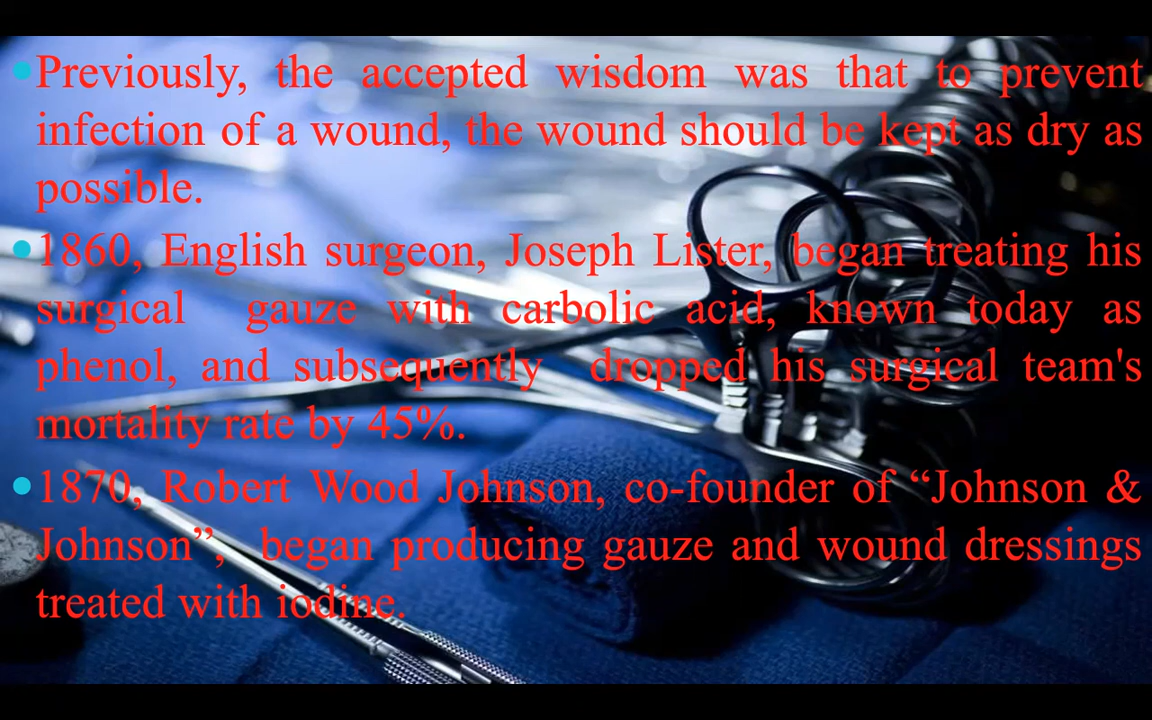 •Previously, the accepted wisdom was that to prevent
infection of a wound, the wound should be kept as dry as
possible.
•1860, English surgeon, Joseph Lister, began treating his
surgical gauze with carbolic acid, known today as
phenol, and subsequently dropped his surgical team's
mortality rate by 45%.
•1870, Robert Wood Johnson, co-founder of “Johnson &
Johnson”, began producing gauze and wound dressings
treated with iodine.